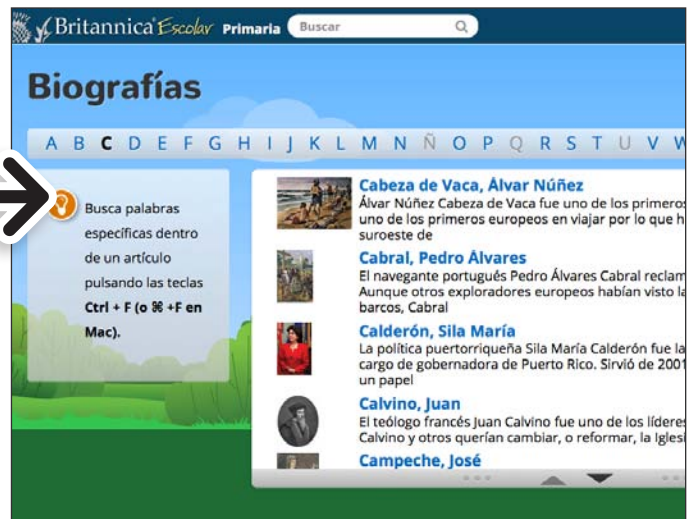 Britannica Escolar Primaria Buscar
Biografías
A B C D E F G H I J K L M N Ñ O P Q R S T U V
Busca palabras
específicas dentro
de un artículo
pulsando las teclas
Ctrl + F (o ⌘ +F en
Mac).
Cabeza de Vaca, Álvar Núñez
Álvar Núñez Cabeza de Vaca fue uno de los primeros
uno de los primeros europeos en viajar por lo que h
suroeste de
Cabral, Pedro Álvares
El navegante portugués Pedro Álvares Cabral reclam
Aunque otros exploradores europeos habían visto la
barcos, Cabral
Calderón, Sila María
La política puertorriqueña Sila María Calderón fue la
cargo de gobernadora de Puerto Rico. Sirvió de 2001
un papel
Calvino, Juan
El teólogo francés Juan Calvino fue uno de los líderes
Calvino y otros querían cambiar, o reformar, la Iglesi
Campeche, José